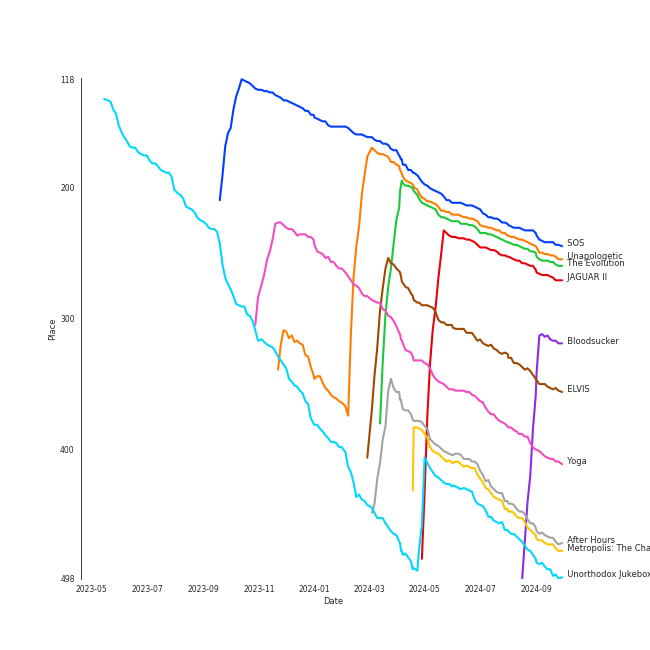 118
200
300
400
498
Place
2023-05
2023-07
2023-09
2023-11
2024-01
2024-03
2024-05
2024-07
2024-09
Date
SOS
Unapologetic
The Evolution
JAGUAR II
Bloodsucker
ELVIS
Yoga
After Hours
Metropolis: The Cha
Unorthodox Jukebox